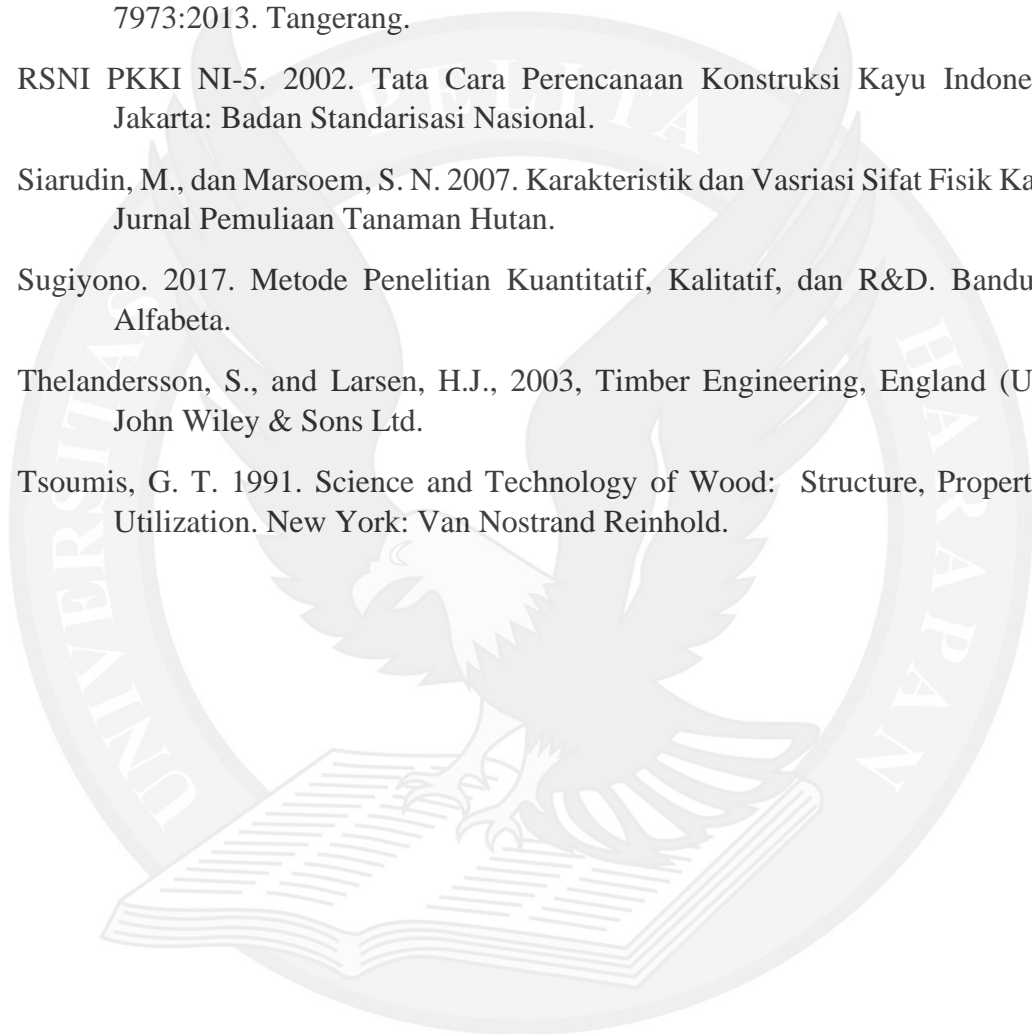 7973:2013. Tangerang.
RSNI PKKI NI-5. 2002. Tata Cara Perencanaan Konstruksi Kayu Indone
Jakarta: Badan Standarisasi Nasional.
Siarudin, M., dan Marsoem, S. N. 2007. Karakteristik dan Vasriasi Sifat Fisik Ka
Jurnal Pemuliaan Tanaman Hutan.
Sugiyono. 2017. Metode Penelitian Kuantitatif, Kalitatif, dan R&D. Bandu
Alfabeta.
Thelandersson, S., and Larsen, H.J., 2003, Timber Engineering, England (U
John Wiley & Sons Ltd.
Tsoumis, G. T. 1991. Science and Technology of Wood: Structure, Propert
Utilization. New York: Van Nostrand Reinhold.
UNIVERSITAS PELITA HARAPAN